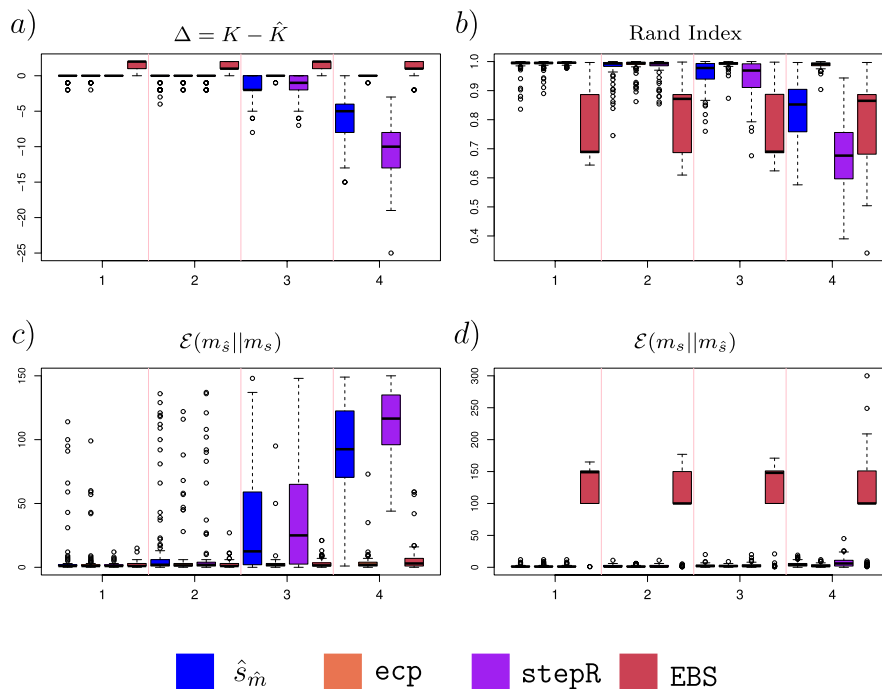 a) Δ = K − K̂
0
−5
−10
−15
−20
−25
1 2 3 4
b) Rand Index
1.0
0.9
0.8
0.7
0.6
0.5
0.4
1 2 3 4
c) ℰ(m_ŝ||m_s)
150
100
50
0
1 2 3 4
d) ℰ(m_s||m_ŝ)
300
250
200
150
100
50
0
1 2 3 4
ŝ_m̂ ecp stepR EBS